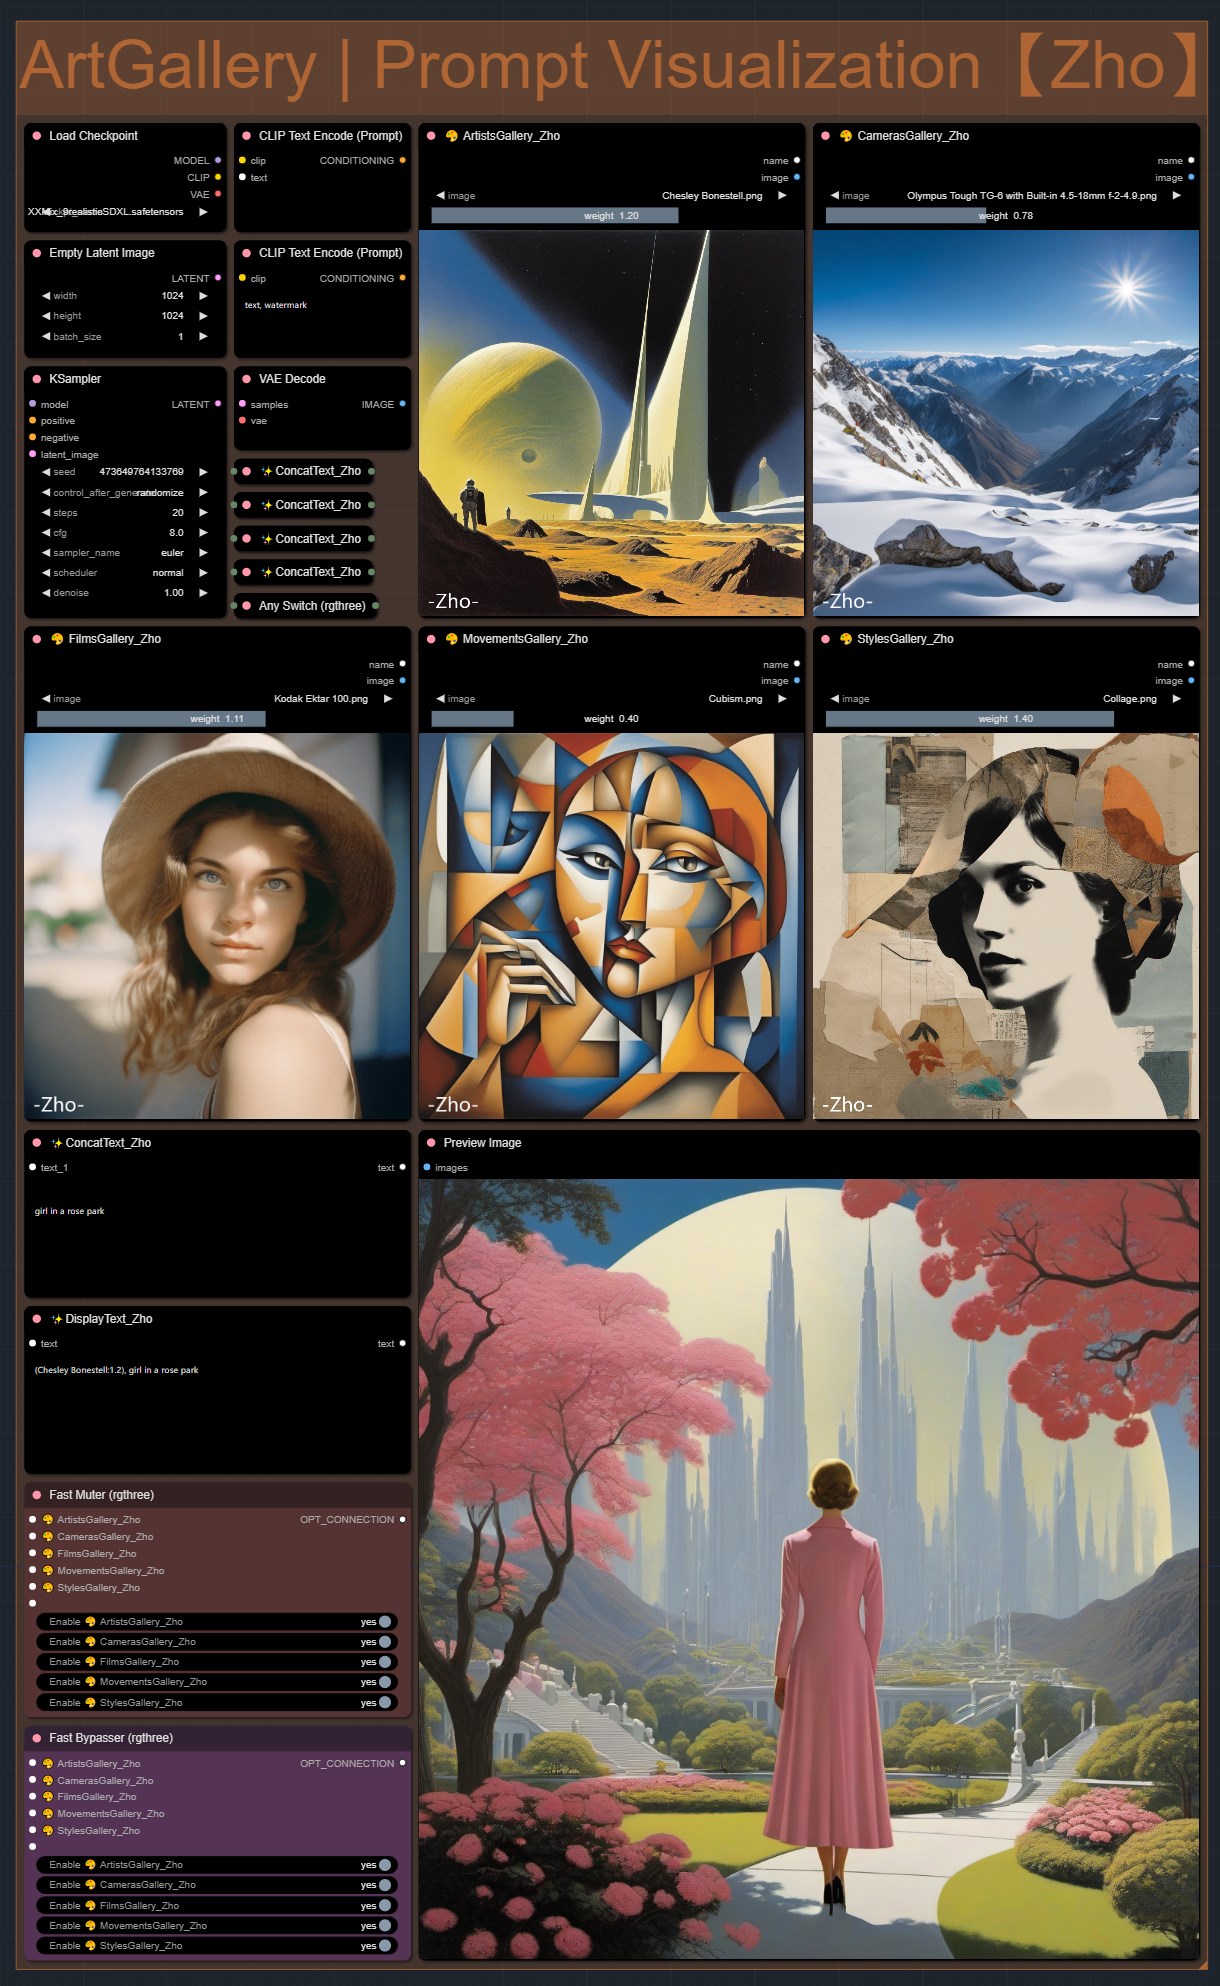 ArtGallery | Prompt Visualization【Zho】
Load Checkpoint
MODEL
CLIP
VAE
XXMix_9realisticSDXL.safetensors
CLIP Text Encode (Prompt)
clip CONDITIONING
text
Empty Latent Image
LATENT
width 1024
height 1024
batch_size 1
CLIP Text Encode (Prompt)
clip CONDITIONING
text, watermark
KSampler
model LATENT
positive
negative
latent_image
seed 473649764133769
control_after_generate randomize
steps 20
cfg 8.0
sampler_name euler
scheduler normal
denoise 1.00
VAE Decode
samples IMAGE
vae
ConcatText_Zho
ConcatText_Zho
ConcatText_Zho
ConcatText_Zho
Any Switch (rgthree)
ArtistsGallery_Zho
name
image
image Chesley Bonestell.png
weight 1.20
-Zho-
CamerasGallery_Zho
name
image
image Olympus Tough TG-6 with Built-in 4.5-18mm f-2-4.9.png
weight 0.78
-Zho-
FilmsGallery_Zho
name
image
image Kodak Ektar 100.png
weight 1.11
-Zho-
MovementsGallery_Zho
name
image
image Cubism.png
weight 0.40
-Zho-
StylesGallery_Zho
name
image
image Collage.png
weight 1.40
-Zho-
ConcatText_Zho
text_1 text
girl in a rose park
DisplayText_Zho
text text
(Chesley Bonestell:1.2), girl in a rose park
Fast Muter (rgthree)
ArtistsGallery_Zho OPT_CONNECTION
CamerasGallery_Zho
FilmsGallery_Zho
MovementsGallery_Zho
StylesGallery_Zho
Enable ArtistsGallery_Zho yes
Enable CamerasGallery_Zho yes
Enable FilmsGallery_Zho yes
Enable MovementsGallery_Zho yes
Enable StylesGallery_Zho yes
Fast Bypasser (rgthree)
ArtistsGallery_Zho OPT_CONNECTION
CamerasGallery_Zho
FilmsGallery_Zho
MovementsGallery_Zho
StylesGallery_Zho
Enable ArtistsGallery_Zho yes
Enable CamerasGallery_Zho yes
Enable FilmsGallery_Zho yes
Enable MovementsGallery_Zho yes
Enable StylesGallery_Zho yes
Preview Image
images